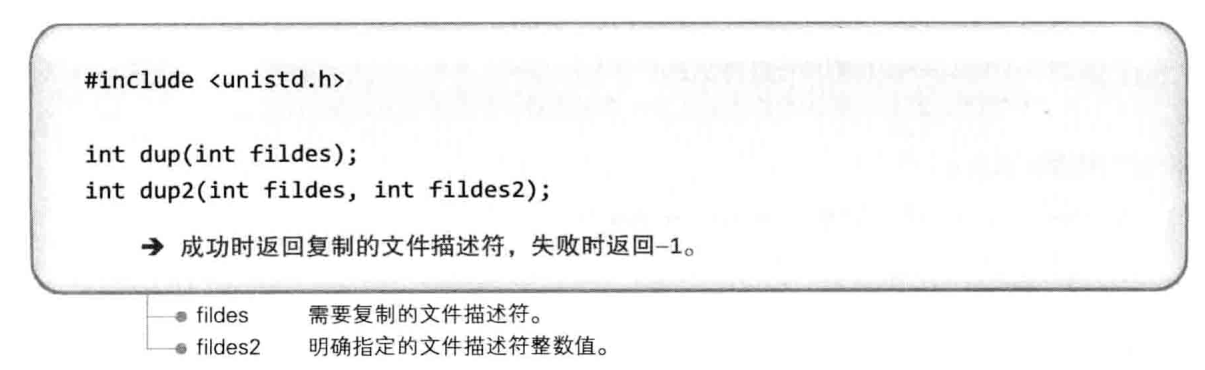 #include <unistd.h>
int dup(int fildes);
int dup2(int fildes, int fildes2);
➔ 成功时返回复制的文件描述符，失败时返回–1。
fildes 需要复制的文件描述符。
fildes2 明确指定的文件描述符整数值。